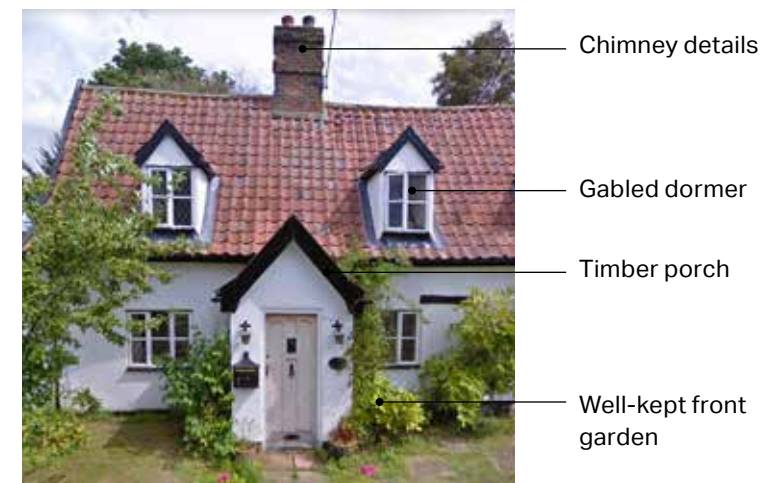 Chimney details
Gabled dormer
Timber porch
Well-kept front
garden